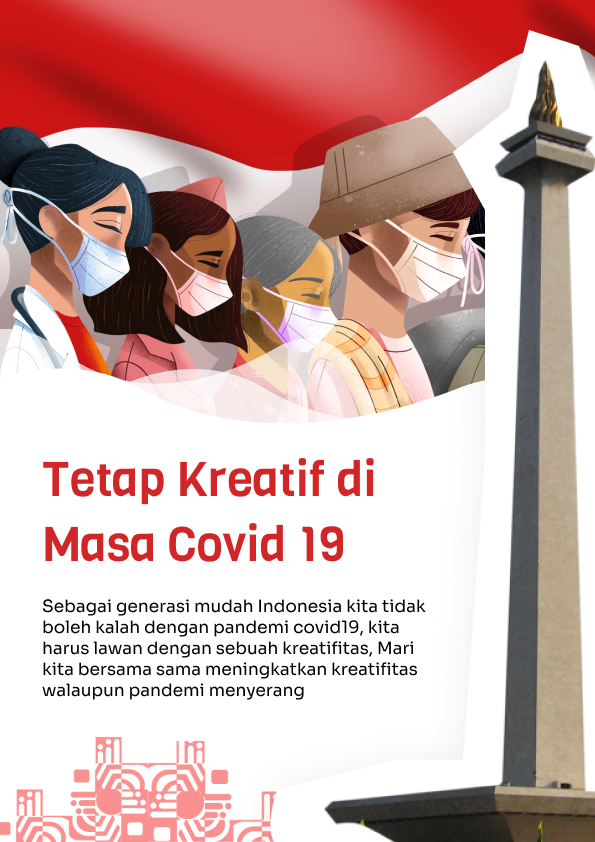 Tetap Kreatif di
Masa Covid 19
Sebagai generasi mudah Indonesia kita tidak
boleh kalah dengan pandemi covid19, kita
harus lawan dengan sebuah kreatifitas, Mari
kita bersama sama meningkatkan kreatifitas
walaupun pandemi menyerang